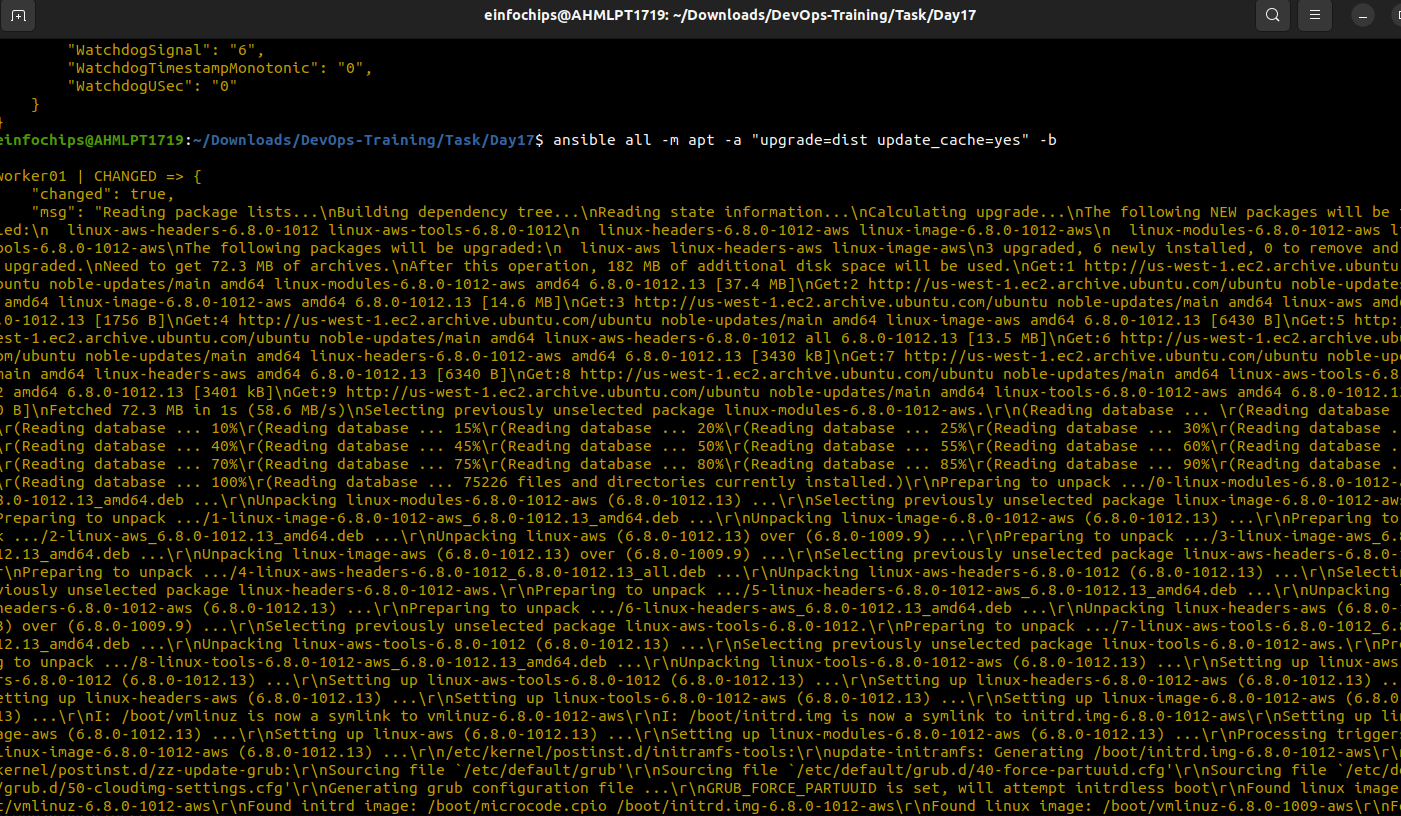 einfochips@AHMLPT1719: ~/Downloads/DevOps-Training/Task/Day17
"WatchdogSignal": "6",
"WatchdogTimestampMonotonic": "0",
"WatchdogUSec": "0"
}
}
einfochips@AHMLPT1719:~/Downloads/DevOps-Training/Task/Day17$ ansible all -m apt -a "upgrade=dist update_cache=yes" -b
worker01 | CHANGED => {
"changed": true,
"msg": "Reading package lists...\nBuilding dependency tree...\nReading state information...\nCalculating upgrade...\nThe following NEW packages will be
led:\n  linux-aws-headers-6.8.0-1012 linux-aws-tools-6.8.0-1012\n  linux-headers-6.8.0-1012-aws linux-image-6.8.0-1012-aws\n  linux-modules-6.8.0-1012-aws li
ools-6.8.0-1012-aws\nThe following packages will be upgraded:\n  linux-aws linux-headers-aws linux-image-aws\n3 upgraded, 6 newly installed, 0 to remove and
upgraded.\nNeed to get 72.3 MB of archives.\nAfter this operation, 182 MB of additional disk space will be used.\nGet:1 http://us-west-1.ec2.archive.ubuntu
buntu noble-updates/main amd64 linux-modules-6.8.0-1012-aws amd64 6.8.0-1012.13 [37.4 MB]\nGet:2 http://us-west-1.ec2.archive.ubuntu.com/ubuntu noble-updates
amd64 linux-image-6.8.0-1012-aws amd64 6.8.0-1012.13 [14.6 MB]\nGet:3 http://us-west-1.ec2.archive.ubuntu.com/ubuntu noble-updates/main amd64 linux-aws amd
.0-1012.13 [1756 B]\nGet:4 http://us-west-1.ec2.archive.ubuntu.com/ubuntu noble-updates/main amd64 linux-image-aws amd64 6.8.0-1012.13 [6430 B]\nGet:5 http:
est-1.ec2.archive.ubuntu.com/ubuntu noble-updates/main amd64 linux-aws-headers-6.8.0-1012 all 6.8.0-1012.13 [13.5 MB]\nGet:6 http://us-west-1.ec2.archive.ub
om/ubuntu noble-updates/main amd64 linux-headers-6.8.0-1012-aws amd64 6.8.0-1012.13 [3430 kB]\nGet:7 http://us-west-1.ec2.archive.ubuntu.com/ubuntu noble-up
main amd64 linux-headers-aws amd64 6.8.0-1012.13 [6340 B]\nGet:8 http://us-west-1.ec2.archive.ubuntu.com/ubuntu noble-updates/main amd64 linux-aws-tools-6.8
2 amd64 6.8.0-1012.13 [3401 kB]\nGet:9 http://us-west-1.ec2.archive.ubuntu.com/ubuntu noble-updates/main amd64 linux-tools-6.8.0-1012-aws amd64 6.8.0-1012.1
0 B]\nFetched 72.3 MB in 1s (58.6 MB/s)\nSelecting previously unselected package linux-modules-6.8.0-1012-aws.\r\n(Reading database ... \r(Reading database
\r(Reading database ... 10%\r(Reading database ... 15%\r(Reading database ... 20%\r(Reading database ... 25%\r(Reading database ... 30%\r(Reading database .
\r(Reading database ... 40%\r(Reading database ... 45%\r(Reading database ... 50%\r(Reading database ... 55%\r(Reading database ... 60%\r(Reading database .
\r(Reading database ... 70%\r(Reading database ... 75%\r(Reading database ... 80%\r(Reading database ... 85%\r(Reading database ... 90%\r(Reading database .
\r(Reading database ... 100%\r(Reading database ... 75226 files and directories currently installed.)\r\nPreparing to unpack .../0-linux-modules-6.8.0-1012-a
8.0-1012.13_amd64.deb ...\r\nUnpacking linux-modules-6.8.0-1012-aws (6.8.0-1012.13) ...\r\nSelecting previously unselected package linux-image-6.8.0-1012-aws
Preparing to unpack .../1-linux-image-6.8.0-1012-aws_6.8.0-1012.13_amd64.deb ...\r\nUnpacking linux-image-6.8.0-1012-aws (6.8.0-1012.13) ...\r\nPreparing to
k .../2-linux-aws_6.8.0-1012.13_amd64.deb ...\r\nUnpacking linux-aws (6.8.0-1012.13) over (6.8.0-1009.9) ...\r\nPreparing to unpack .../3-linux-image-aws_6.8
12.13_amd64.deb ...\r\nUnpacking linux-image-aws (6.8.0-1012.13) over (6.8.0-1009.9) ...\r\nSelecting previously unselected package linux-aws-headers-6.8.0-
\r\nPreparing to unpack .../4-linux-aws-headers-6.8.0-1012_6.8.0-1012.13_all.deb ...\r\nUnpacking linux-aws-headers-6.8.0-1012 (6.8.0-1012.13) ...\r\nSelecti
viously unselected package linux-headers-6.8.0-1012-aws.\r\nPreparing to unpack .../5-linux-headers-6.8.0-1012-aws_6.8.0-1012.13_amd64.deb ...\r\nUnpacking
headers-6.8.0-1012-aws (6.8.0-1012.13) ...\r\nPreparing to unpack .../6-linux-headers-aws_6.8.0-1012.13_amd64.deb ...\r\nUnpacking linux-headers-aws (6.8.0-
3) over (6.8.0-1009.9) ...\r\nSelecting previously unselected package linux-aws-tools-6.8.0-1012.\r\nPreparing to unpack .../7-linux-aws-tools-6.8.0-1012_6.8
12.13_amd64.deb ...\r\nUnpacking linux-aws-tools-6.8.0-1012 (6.8.0-1012.13) ...\r\nSelecting previously unselected package linux-tools-6.8.0-1012-aws.\r\nPre
g to unpack .../8-linux-tools-6.8.0-1012-aws_6.8.0-1012.13_amd64.deb ...\r\nUnpacking linux-tools-6.8.0-1012-aws (6.8.0-1012.13) ...\r\nSetting up linux-aws
rs-6.8.0-1012 (6.8.0-1012.13) ...\r\nSetting up linux-aws-tools-6.8.0-1012 (6.8.0-1012.13) ...\r\nSetting up linux-headers-6.8.0-1012-aws (6.8.0-1012.13) ..
etting up linux-headers-aws (6.8.0-1012.13) ...\r\nSetting up linux-tools-6.8.0-1012-aws (6.8.0-1012.13) ...\r\nSetting up linux-image-6.8.0-1012-aws (6.8.0
13) ...\r\nI: /boot/vmlinuz is now a symlink to vmlinuz-6.8.0-1012-aws\r\nI: /boot/initrd.img is now a symlink to initrd.img-6.8.0-1012-aws\r\nSetting up lin
age-aws (6.8.0-1012.13) ...\r\nSetting up linux-aws (6.8.0-1012.13) ...\r\nSetting up linux-modules-6.8.0-1012-aws (6.8.0-1012.13) ...\r\nProcessing triggers
linux-image-6.8.0-1012-aws (6.8.0-1012.13) ...\r\n/etc/kernel/postinst.d/initramfs-tools:\r\nupdate-initramfs: Generating /boot/initrd.img-6.8.0-1012-aws\r\
kernel/postinst.d/zz-update-grub:\r\nSourcing file `/etc/default/grub'\r\nSourcing file `/etc/default/grub.d/40-force-partuuid.cfg'\r\nSourcing file `/etc/de
/grub.d/50-cloudimg-settings.cfg'\r\nGenerating grub configuration file ...\r\nGRUB_FORCE_PARTUUID is set, will attempt initrdless boot\r\nFound linux image
t/vmlinuz-6.8.0-1012-aws\r\nFound initrd image: /boot/microcode.cpio /boot/initrd.img-6.8.0-1012-aws\r\nFound linux image: /boot/vmlinuz-6.8.0-1009-aws\r\nF